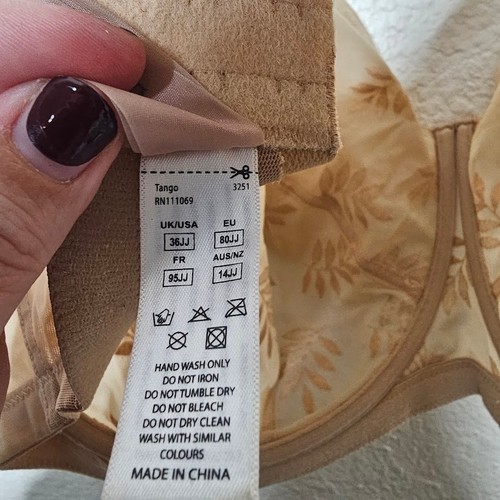 Tango 3251
RN111069
UK/USA EU
36JJ 80JJ
FR AUS/NZ
95JJ 14JJ
HAND WASH ONLY
DO NOT IRON
DO NOT TUMBLE DRY
DO NOT BLEACH
DO NOT DRY CLEAN
WASH WITH SIMILAR
COLOURS
MADE IN CHINA